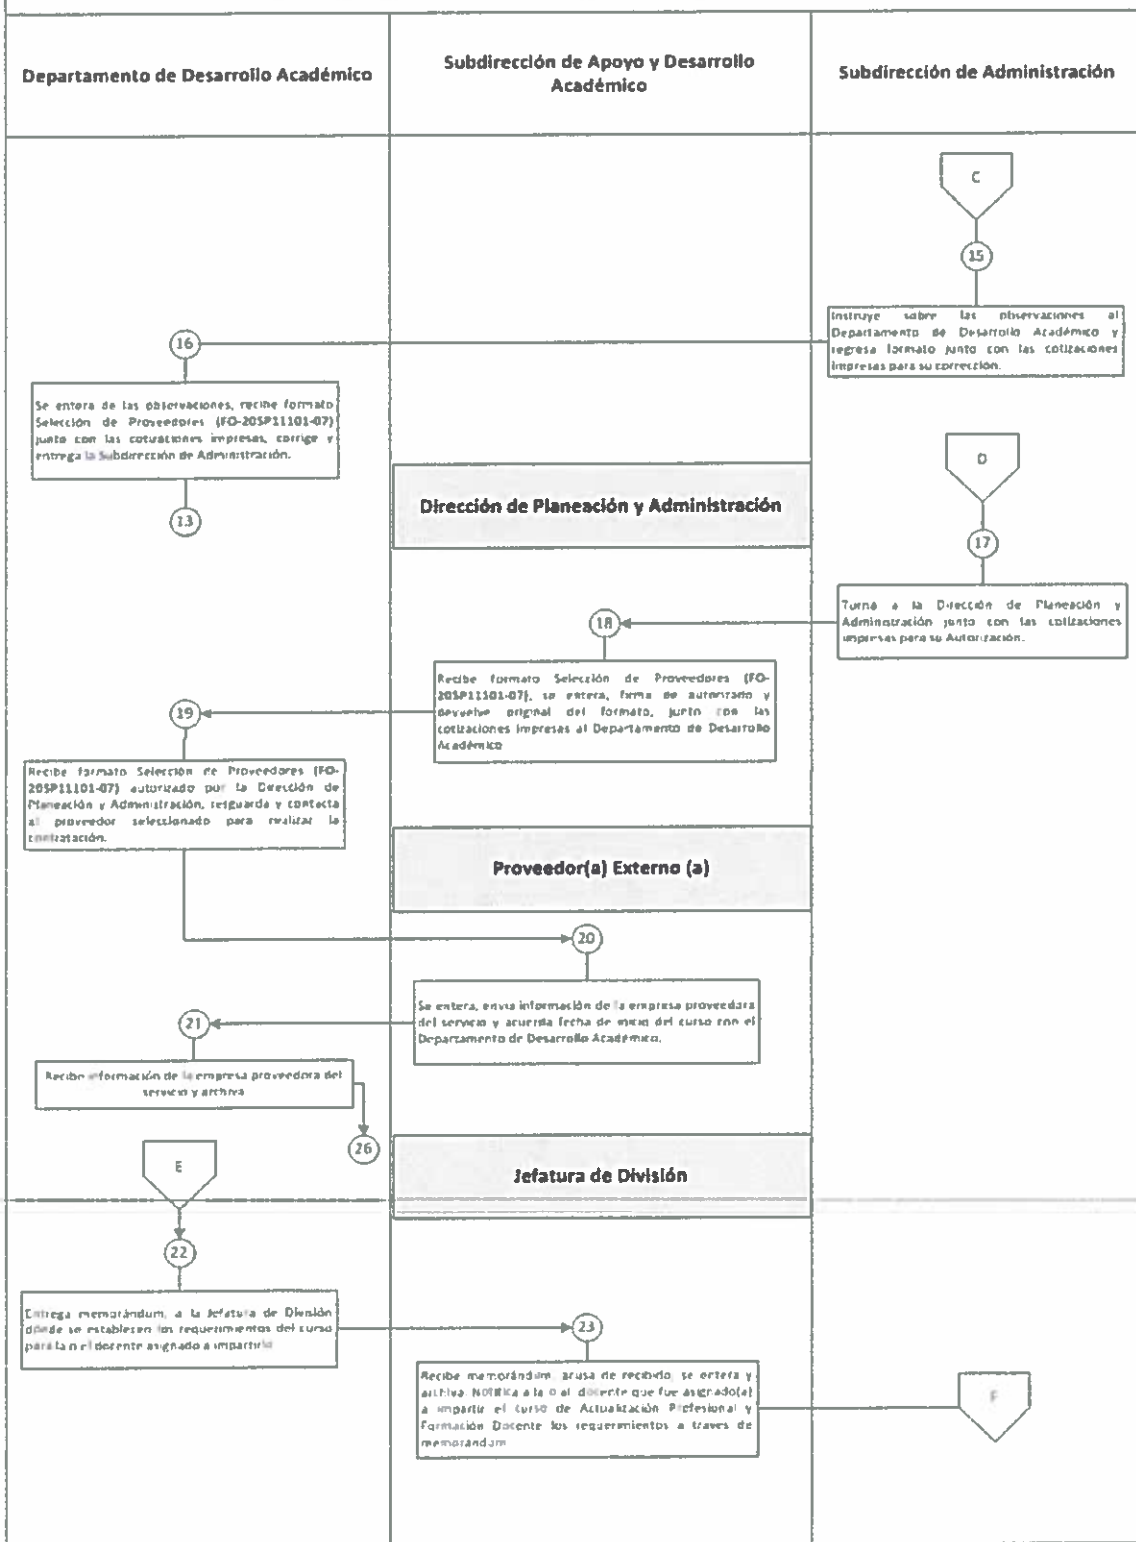 Departamento de Desarrollo Académico
Subdirección de Apoyo y Desarrollo
Académico
Subdirección de Administración
C
15
Instruye sobre las observaciones al
Departamento de Desarrollo Académico y
regresa formato junto con las cotizaciones
impresas para su corrección.
16
Se entera de las observaciones, recibe formato
Selección de Proveedores (FO-205P11101-07)
junto con las cotizaciones impresas, corrige y
entrega la Subdirección de Administración.
13
D
17
Dirección de Planeación y Administración
Turna a la Dirección de Planeación y
Administración junto con las cotizaciones
impresas para su Autorización.
18
Recibe formato Selección de Proveedores (FO-
205P11101-07), se entera, firma de autorizado y
devuelve original del formato, junto con las
cotizaciones impresas al Departamento de Desarrollo
Académico
19
Recibe formato Selección de Proveedores (FO-
205P11101-07) autorizado por la Dirección de
Planeación y Administración, resguarda y contacta
al proveedor seleccionado para realizar la
contratación.
Proveedor(a) Externo (a)
20
Se entera, envía información de la empresa proveedora
del servicio y acuerda fecha de inicio del curso con el
Departamento de Desarrollo Académico.
21
Recibe información de la empresa proveedora del
servicio y archiva
26
Jefatura de División
E
22
Entrega memorándum, a la Jefatura de División
dónde se establecen los requerimientos del curso
para la o el docente asignado a impartirlo
23
Recibe memorándum, acusa de recibido, se entera y
archiva. Notifica a la o al docente que fue asignado(a)
a impartir el curso de Actualización Profesional y
Formación Docente los requerimientos a traves de
memorándum
F